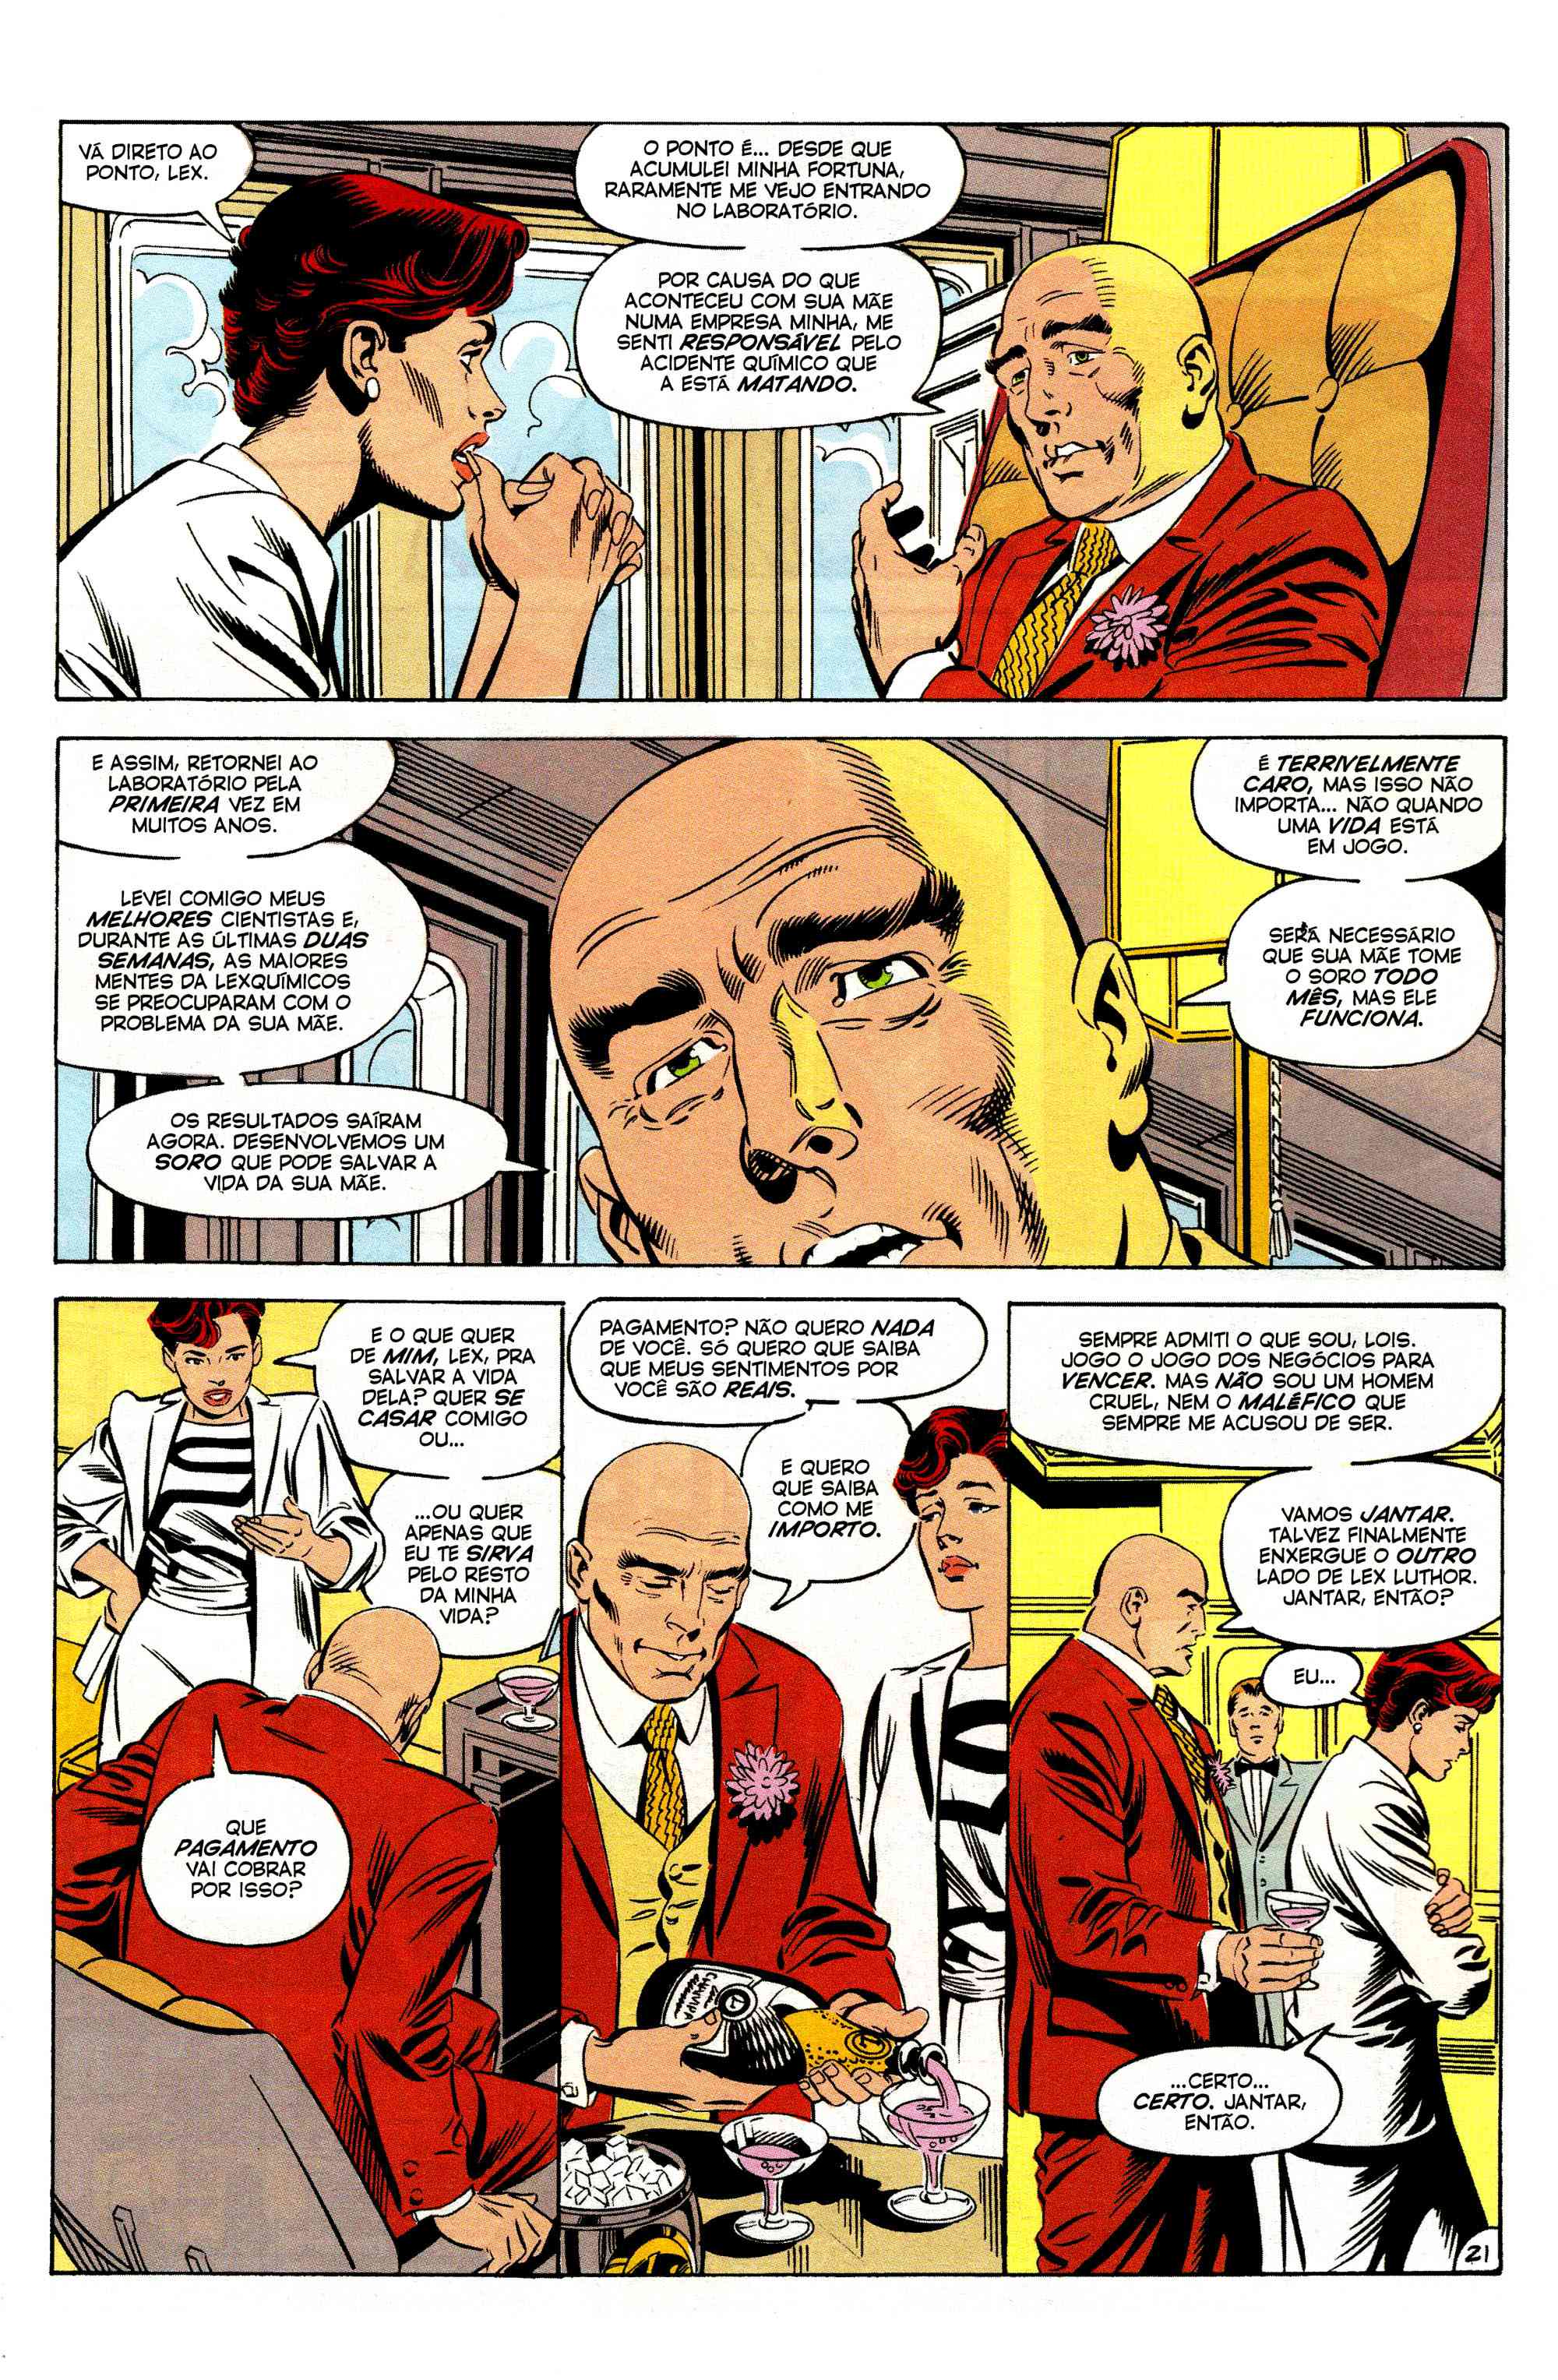 VÁ DIRETO AO
PONTO, LEX.
O PONTO É... DESDE QUE
ACUMULEI MINHA FORTUNA,
RARAMENTE ME VEJO ENTRANDO
NO LABORATÓRIO.
POR CAUSA DO QUE
ACONTECEU COM SUA MÃE
NUMA EMPRESA MINHA, ME
SENTI RESPONSÁVEL PELO
ACIDENTE QUÍMICO QUE
A ESTÁ MATANDO.
E ASSIM, RETORNEI AO
LABORATÓRIO PELA
PRIMEIRA VEZ EM
MUITOS ANOS.
LEVEI COMIGO MEUS
MELHORES CIENTISTAS E,
DURANTE AS ÚLTIMAS DUAS
SEMANAS, AS MAIORES
MENTES DA LEXQUÍMICOS
SE PREOCUPARAM COM O
PROBLEMA DA SUA MÃE.
OS RESULTADOS SAÍRAM
AGORA. DESENVOLVEMOS UM
SORO QUE PODE SALVAR A
VIDA DA SUA MÃE.
É TERRIVELMENTE
CARO, MAS ISSO NÃO
IMPORTA... NÃO QUANDO
UMA VIDA ESTÁ
EM JOGO.
SERÁ NECESSÁRIO
QUE SUA MÃE TOME
O SORO TODO
MÊS, MAS ELE
FUNCIONA.
E O QUE QUER
DE MIM, LEX, PRA
SALVAR A VIDA
DELA? QUER SE
CASAR COMIGO
OU...
...OU QUER
APENAS QUE
EU TE SIRVA
PELO RESTO
DA MINHA
VIDA?
QUE
PAGAMENTO
VAI COBRAR
POR ISSO?
PAGAMENTO? NÃO QUERO NADA
DE VOCÊ. SÓ QUERO QUE SAIBA
QUE MEUS SENTIMENTOS POR
VOCÊ SÃO REAIS.
E QUERO
QUE SAIBA
COMO ME
IMPORTO.
SEMPRE ADMITI O QUE SOU, LOIS.
JOGO O JOGO DOS NEGÓCIOS PARA
VENCER. MAS NÃO SOU UM HOMEM
CRUEL, NEM O MALÉFICO QUE
SEMPRE ME ACUSOU DE SER.
VAMOS JANTAR.
TALVEZ FINALMENTE
ENXERGUE O OUTRO
LADO DE LEX LUTHOR.
JANTAR, ENTÃO?
EU...
...CERTO...
CERTO. JANTAR,
ENTÃO.
21